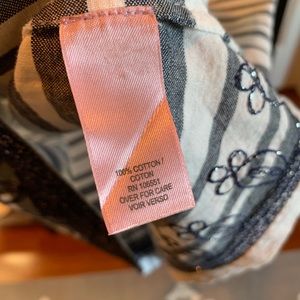 100% COTTON /
COTON
RN 106551
OVER FOR CARE
VOIR VERSO